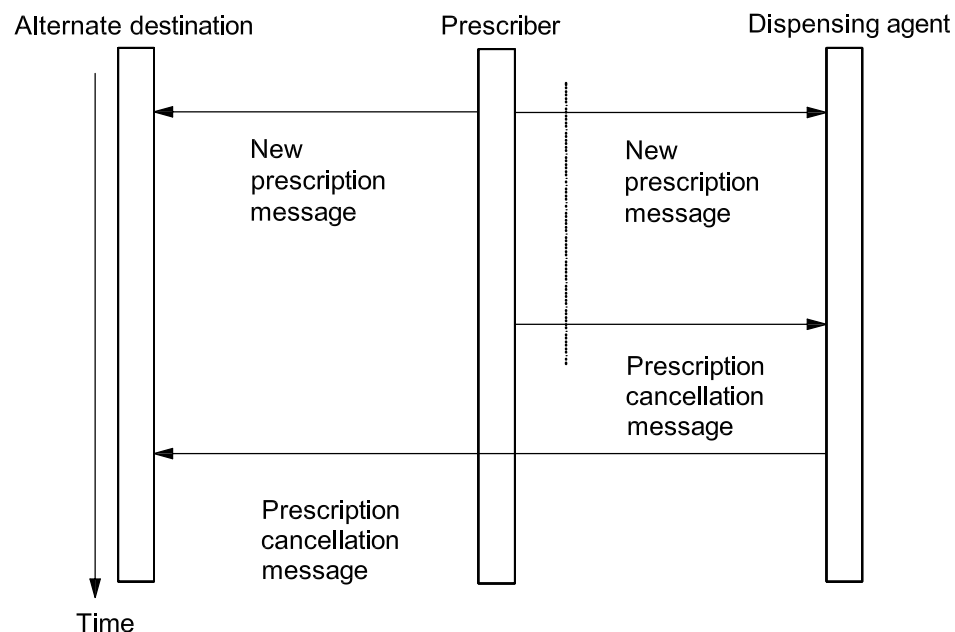 Alternate destination
Prescriber
Dispensing agent
New
prescription
message
New
prescription
message
Prescription
cancellation
message
Prescription
cancellation
message
Time